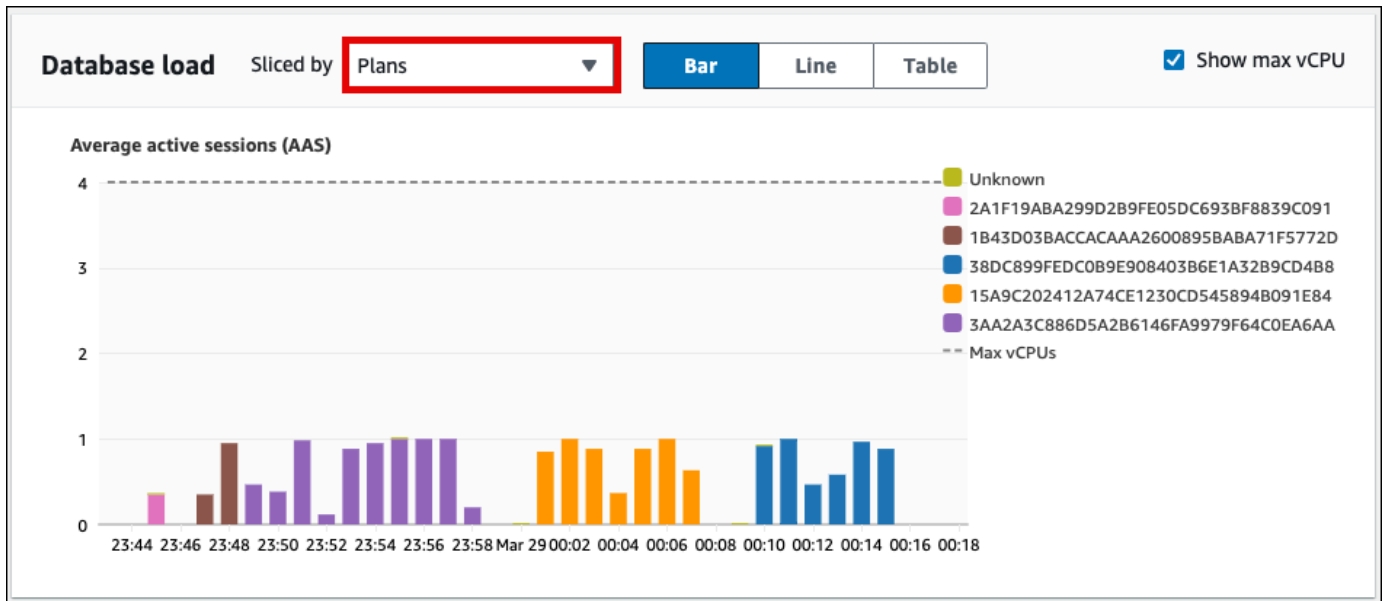 Database load Sliced by Plans Bar Line Table Show max vCPU
Average active sessions (AAS)
4
3
2
1
0
Unknown
2A1F19ABA299D2B9FE05DC693BF8839C091
1B43D03BACCACAAA2600895BABA71F5772D
38DC899FEDC0B9E908403B6E1A32B9CD4B8
15A9C202412A74CE1230CD545894B091E84
3AA2A3C886D5A2B6146FA9979F64C0EA6AA
Max vCPUs
23:44 23:46 23:48 23:50 23:52 23:54 23:56 23:58 Mar 29 00:02 00:04 00:06 00:08 00:10 00:12 00:14 00:16 00:18